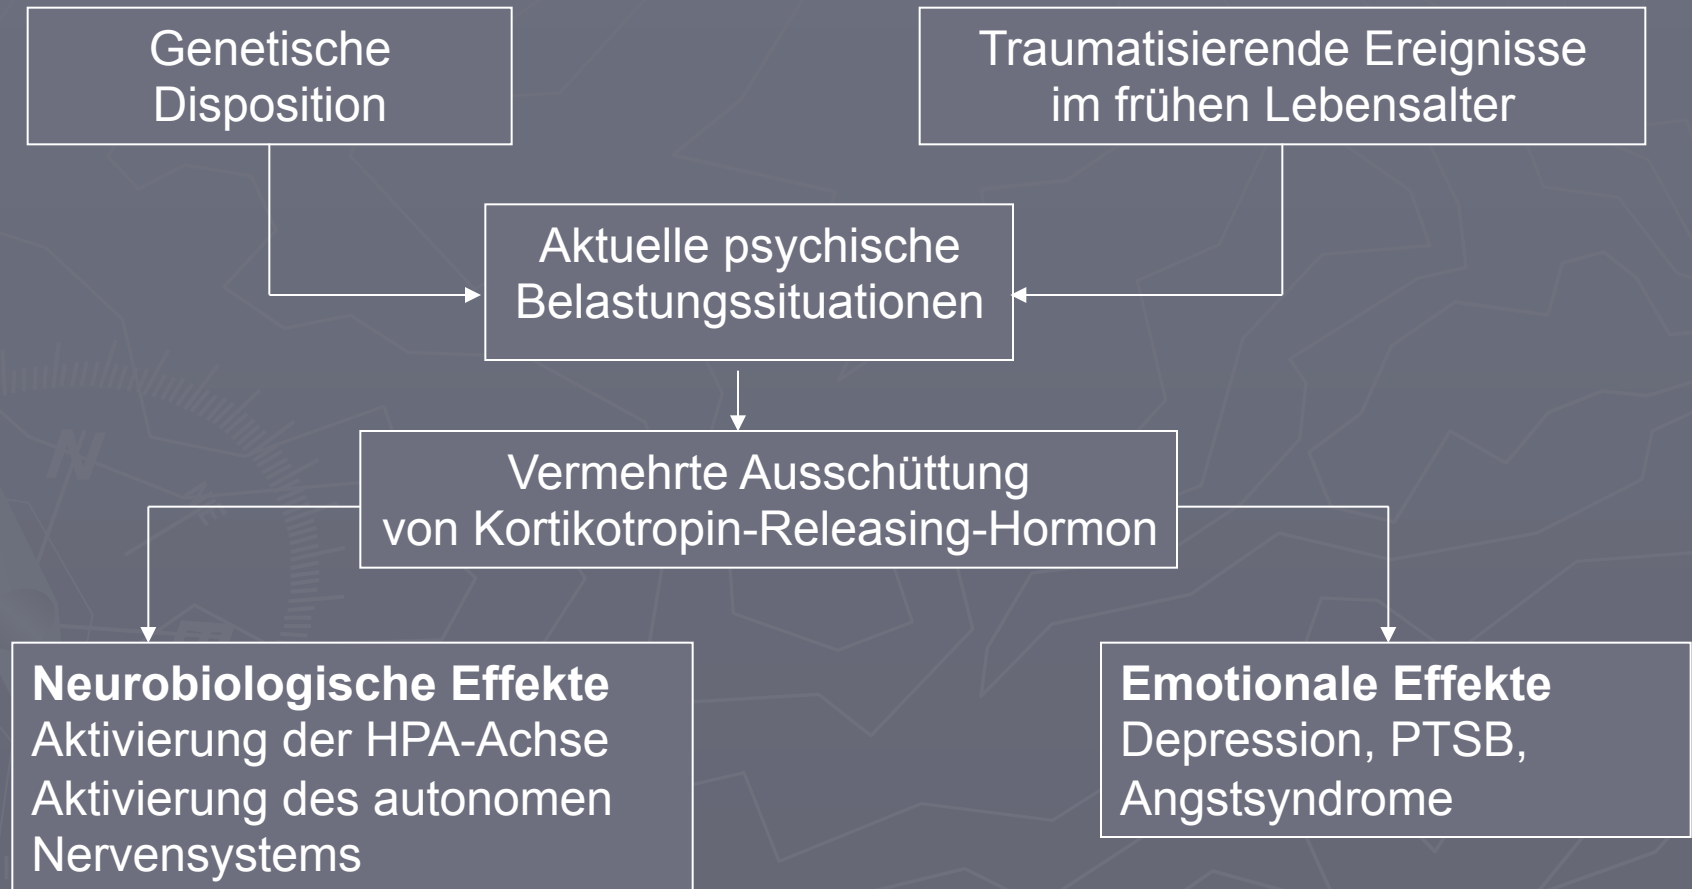 Genetische
Disposition
Traumatisierende Ereignisse
im frühen Lebensalter
Aktuelle psychische
Belastungssituationen
Vermehrte Ausschüttung
von Kortikotropin-Releasing-Hormon
Neurobiologische Effekte
Aktivierung der HPA-Achse
Aktivierung des autonomen
Nervensystems
Emotionale Effekte
Depression, PTSB,
Angstsyndrome
N